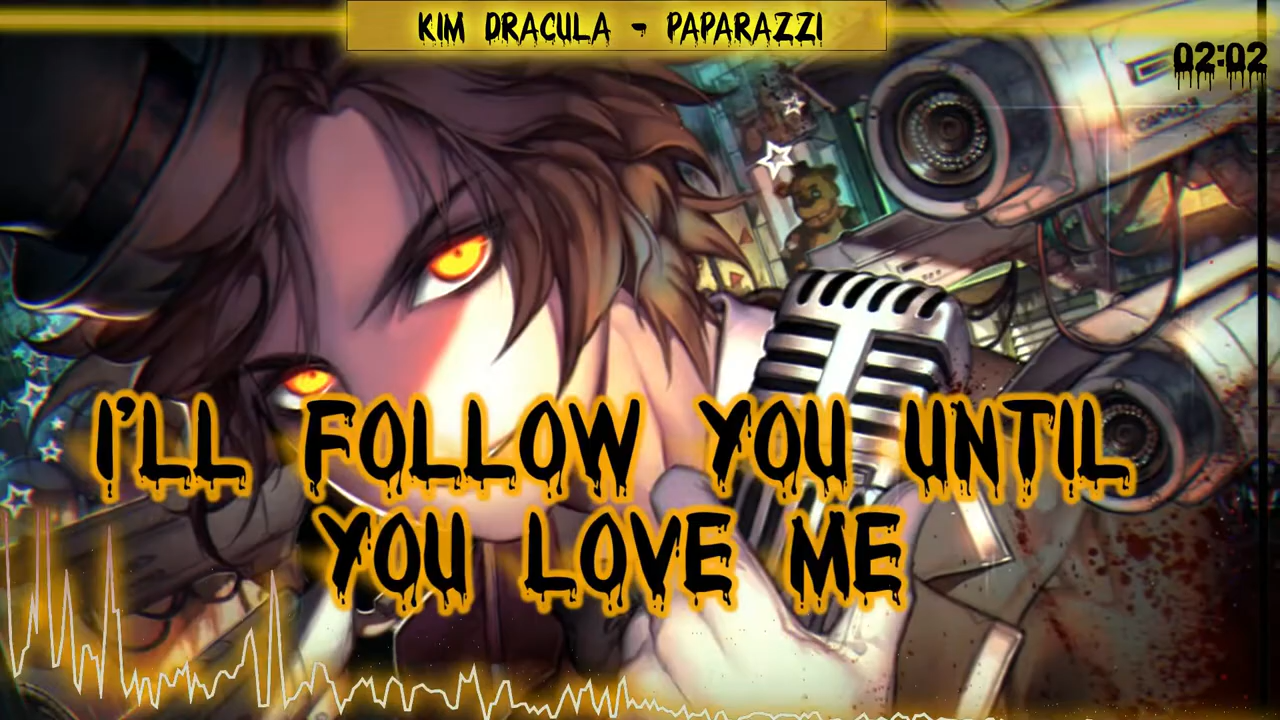 KIM DRACULA - PAPARAZZI
02:02
I'LL FOLLOW YOU UNTIL
YOU LOVE ME